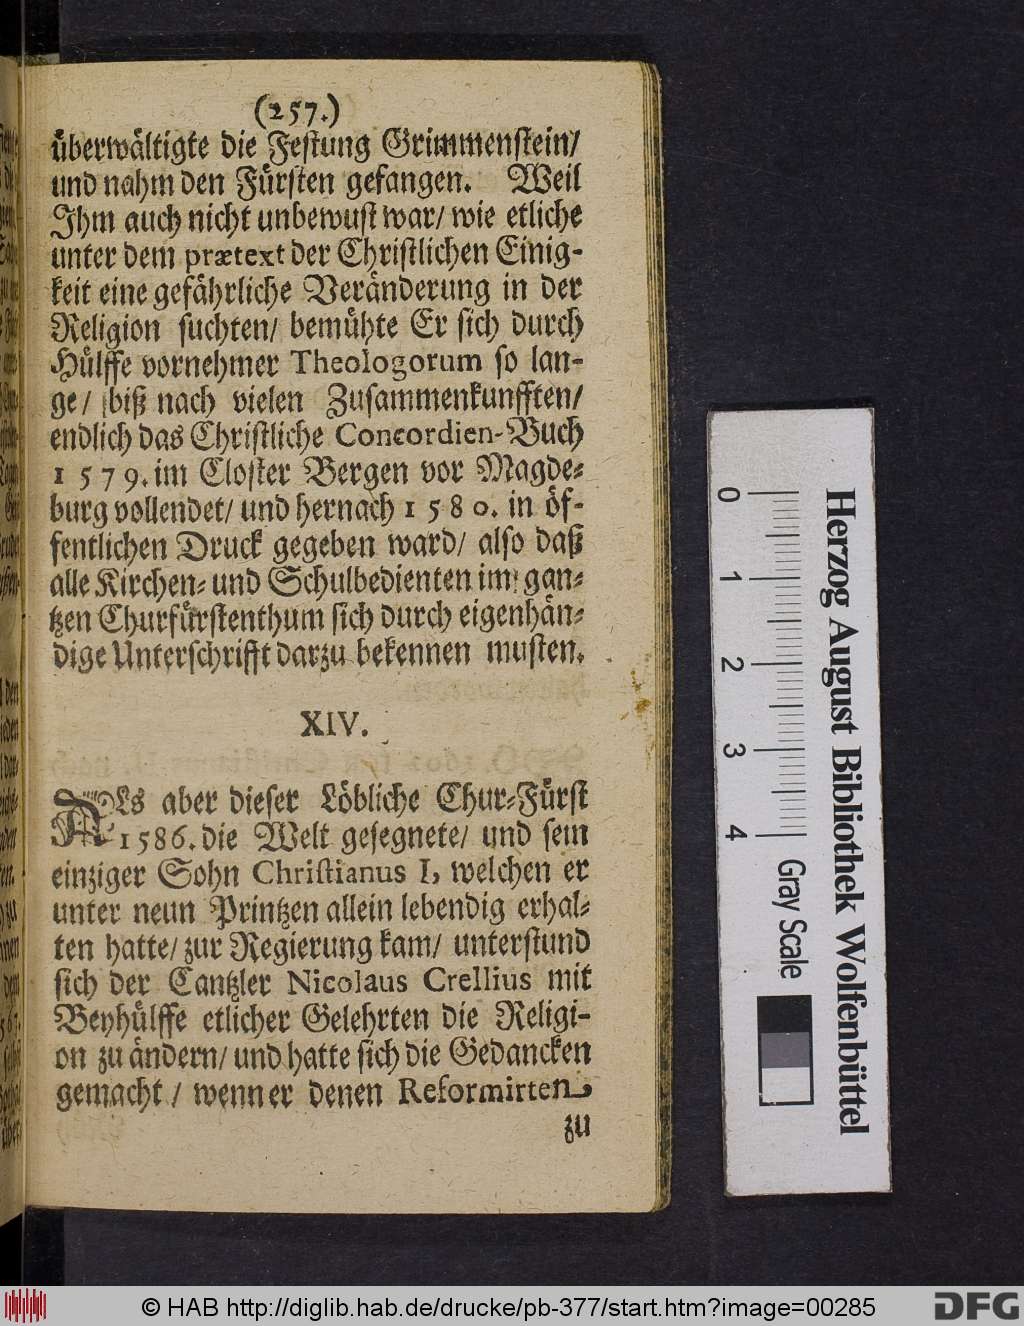 (257.)
überwältigte die Festung Grimmenstein/
und nahm den Fürsten gefangen. Weil
Ihm auch nicht unbewust war/ wie etliche
unter dem prætext der Christlichen Einig-
keit eine gefährliche Veränderung in der
Religion suchten/ bemühte Er sich durch
Hülffe vornehmer Theologorum so lan-
ge/ biß nach vielen Zusammenkunfften/
endlich das Christliche Concordien-Buch
1579. im Closter Bergen vor Magde-
burg vollendet/ und hernach 1580. in öf-
fentlichen Druck gegeben ward/ also daß
alle Kirchen- und Schulbedienten im gan-
tzen Churfürstenthum sich durch eigenhän-
dige Unterschrifft darzu bekennen musten.
XIV.
ALs aber dieser Löbliche Chur-Fürst
1586. die Welt gesegnete/ und sein
einziger Sohn Christianus I, welchen er
unter neun Printzen allein lebendig erhal-
ten hatte/ zur Regierung kam/ unterstund
sich der Cantzler Nicolaus Crellius mit
Beyhülffe etlicher Gelehrten die Religi-
on zu ändern/ und hatte sich die Gedancken
gemacht/ wenn er denen Reformirten
zu
0
1
2
3
4
Gray Scale
Herzog August Bibliothek Wolfenbüttel
© HAB http://diglib.hab.de/drucke/pb-377/start.htm?image=00285
DFG